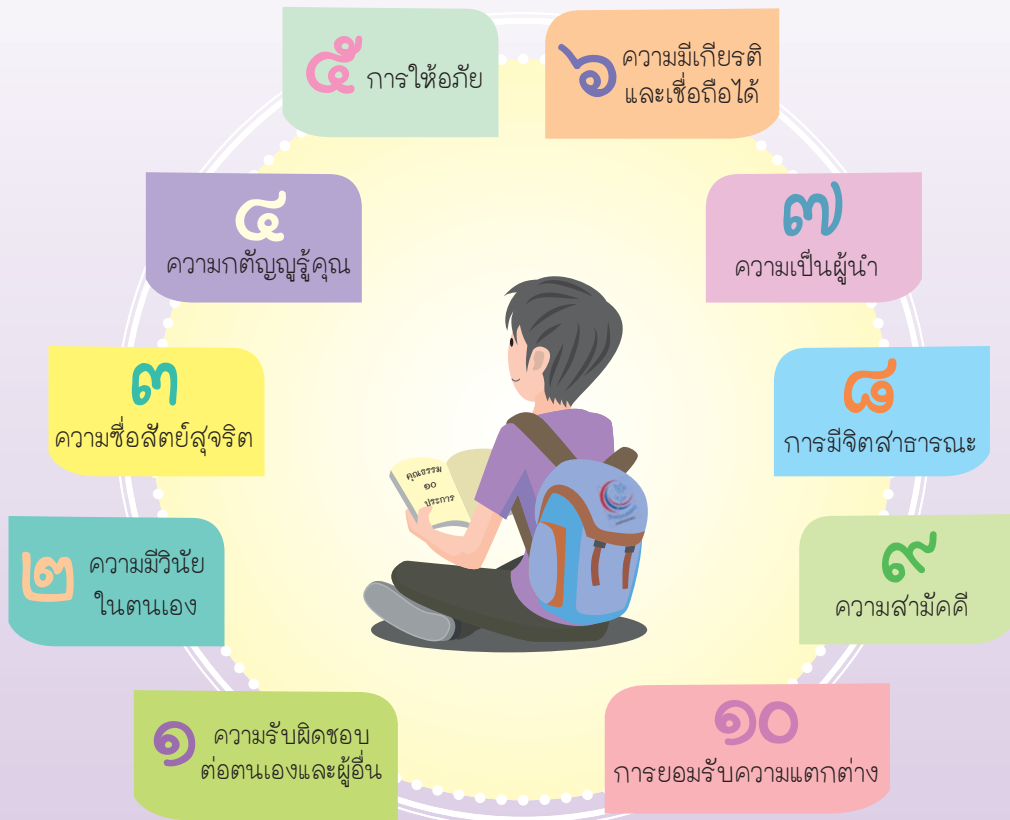 ๕ การให้อภัย
๖ ความมีเกียรติ
และเชื่อถือได้
๔
ความกตัญญูรู้คุณ
๗
ความเป็นผู้นำ
๓
ความซื่อสัตย์สุจริต
๘
การมีจิตสาธารณะ
คุณธรรม
๑๐
ประการ
๒ ความมีวินัย
ในตนเอง
๙
ความสามัคคี
๑ ความรับผิดชอบ
ต่อตนเองและผู้อื่น
๑๐
การยอมรับความแตกต่าง